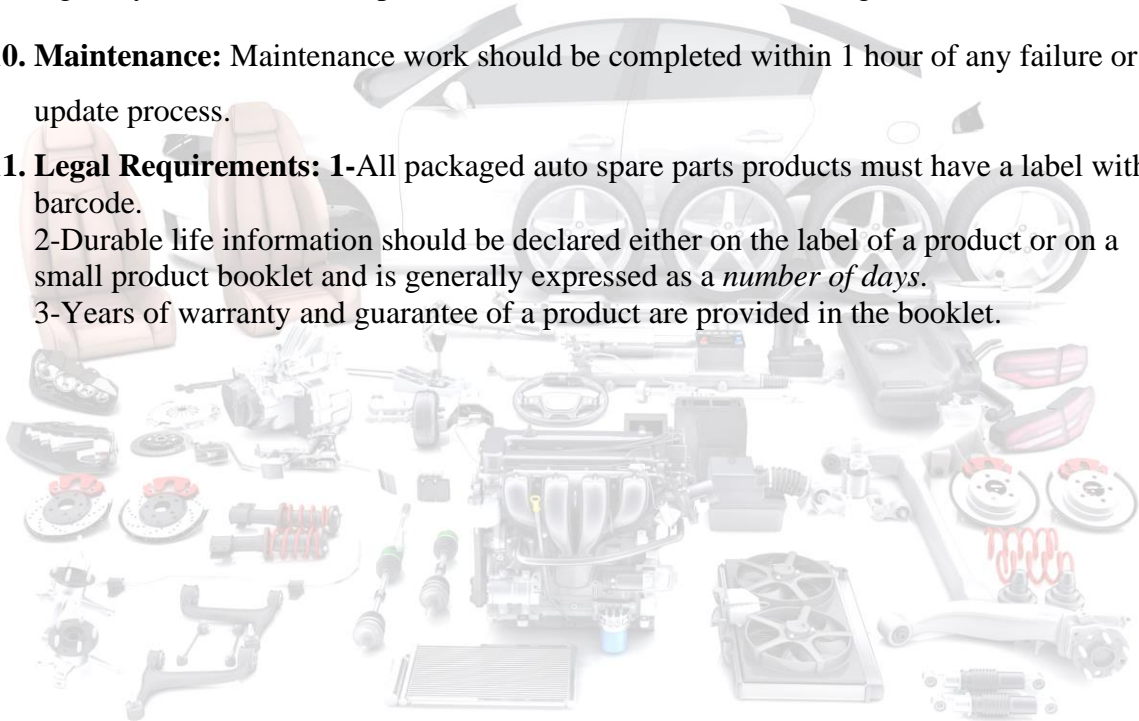 0. Maintenance: Maintenance work should be completed within 1 hour of any failure or
update process.
1. Legal Requirements: 1-All packaged auto spare parts products must have a label with
barcode.
2-Durable life information should be declared either on the label of a product or on a
small product booklet and is generally expressed as a number of days.
3-Years of warranty and guarantee of a product are provided in the booklet.